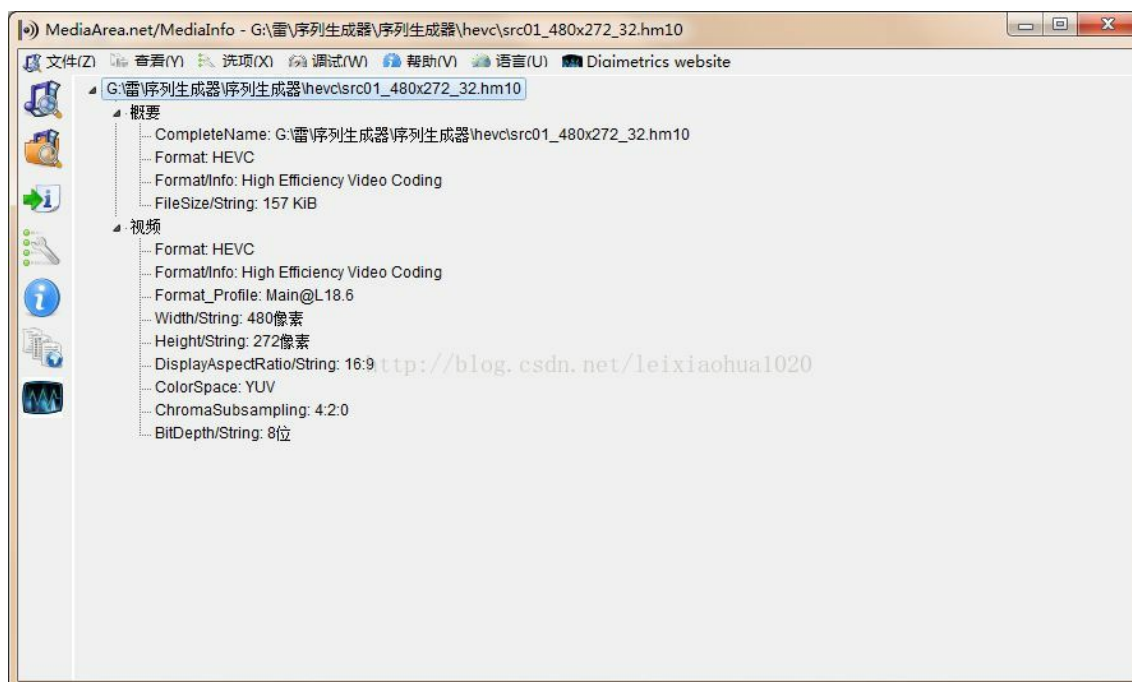 MediaArea.net/MediaInfo - G:\雷\序列生成器\序列生成器\hevc\src01_480x272_32.hm10
文件(Z) 查看(Y) 选项(X) 调试(W) 帮助(V) 语言(U) Digimetrics website
G:\雷\序列生成器\序列生成器\hevc\src01_480x272_32.hm10
概要
CompleteName: G:\雷\序列生成器\序列生成器\hevc\src01_480x272_32.hm10
Format: HEVC
Format/Info: High Efficiency Video Coding
FileSize/String: 157 KiB
视频
Format: HEVC
Format/Info: High Efficiency Video Coding
Format_Profile: Main@L18.6
Width/String: 480像素
Height/String: 272像素
DisplayAspectRatio/String: 16:9
http://blog.csdn.net/leixiaohua1020
ColorSpace: YUV
ChromaSubsampling: 4:2:0
BitDepth/String: 8位